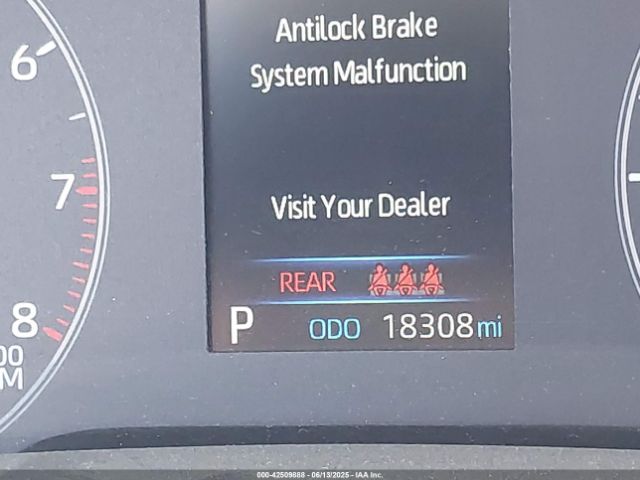 Antilock Brake
System Malfunction
Visit Your Dealer
REAR
P ODO 18308 mi
6
7
8
00
M
000-42509888 - 06/13/2025 - IAA Inc.